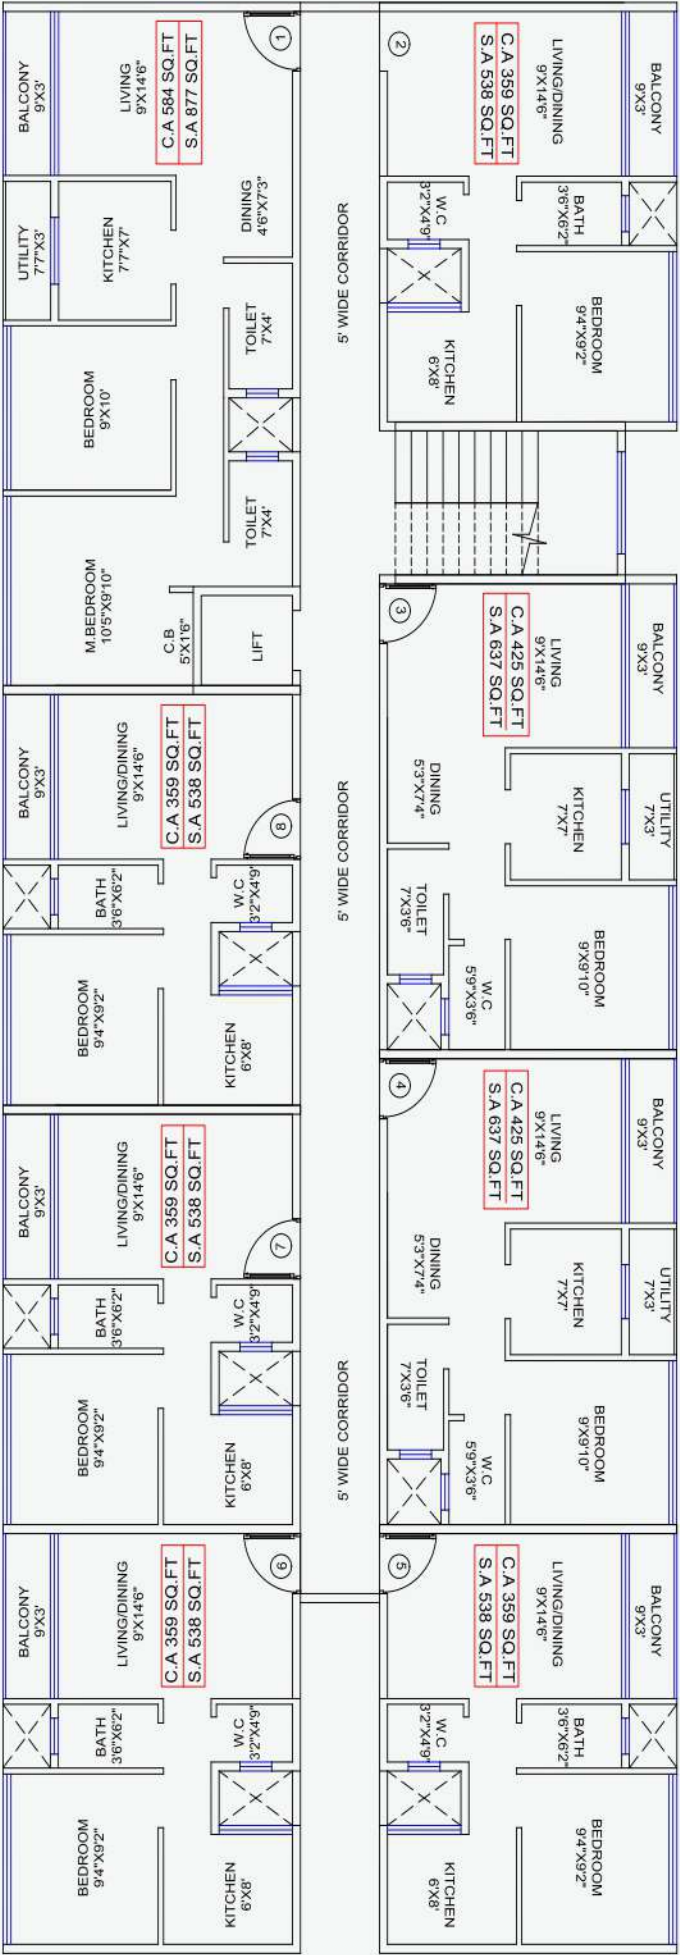 1
BALCONY
9'X3'
LIVING
9'X14'6"
C.A 584 SQ.FT
S.A 877 SQ.FT
DINING
4'6"X7'3"
UTILITY
7'7"X3'
KITCHEN
7'7"X7'
TOILET
7'X4'
BEDROOM
9'X10'
TOILET
7'X4'
M.BEDROOM
10'5"X9'10"
C.B
5'X1'6"
LIFT
5' WIDE CORRIDOR
2
BALCONY
9'X3'
LIVING/DINING
9'X14'6"
C.A 359 SQ.FT
S.A 538 SQ.FT
BATH
3'6"X6'2"
W.C
3'2"X4'9"
BEDROOM
9'4"X9'2"
KITCHEN
6'X8'
3
BALCONY
9'X3'
LIVING
9'X14'6"
C.A 425 SQ.FT
S.A 637 SQ.FT
DINING
5'3"X7'4"
KITCHEN
7'X7'
UTILITY
7'X3'
TOILET
7'X3'6"
W.C
5'9"X3'6"
BEDROOM
9'X9'10"
8
BALCONY
9'X3'
LIVING/DINING
9'X14'6"
C.A 359 SQ.FT
S.A 538 SQ.FT
BATH
3'6"X6'2"
W.C
3'2"X4'9"
BEDROOM
9'4"X9'2"
KITCHEN
6'X8'
5' WIDE CORRIDOR
4
BALCONY
9'X3'
LIVING
9'X14'6"
C.A 425 SQ.FT
S.A 637 SQ.FT
DINING
5'3"X7'4"
KITCHEN
7'X7'
UTILITY
7'X3'
TOILET
7'X3'6"
W.C
5'9"X3'6"
BEDROOM
9'X9'10"
7
BALCONY
9'X3'
LIVING/DINING
9'X14'6"
C.A 359 SQ.FT
S.A 538 SQ.FT
BATH
3'6"X6'2"
W.C
3'2"X4'9"
BEDROOM
9'4"X9'2"
KITCHEN
6'X8'
5' WIDE CORRIDOR
6
BALCONY
9'X3'
LIVING/DINING
9'X14'6"
C.A 359 SQ.FT
S.A 538 SQ.FT
BATH
3'6"X6'2"
W.C
3'2"X4'9"
BEDROOM
9'4"X9'2"
KITCHEN
6'X8'
5
BALCONY
9'X3'
LIVING/DINING
9'X14'6"
C.A 359 SQ.FT
S.A 538 SQ.FT
BATH
3'6"X6'2"
W.C
3'2"X4'9"
BEDROOM
9'4"X9'2"
KITCHEN
6'X8'